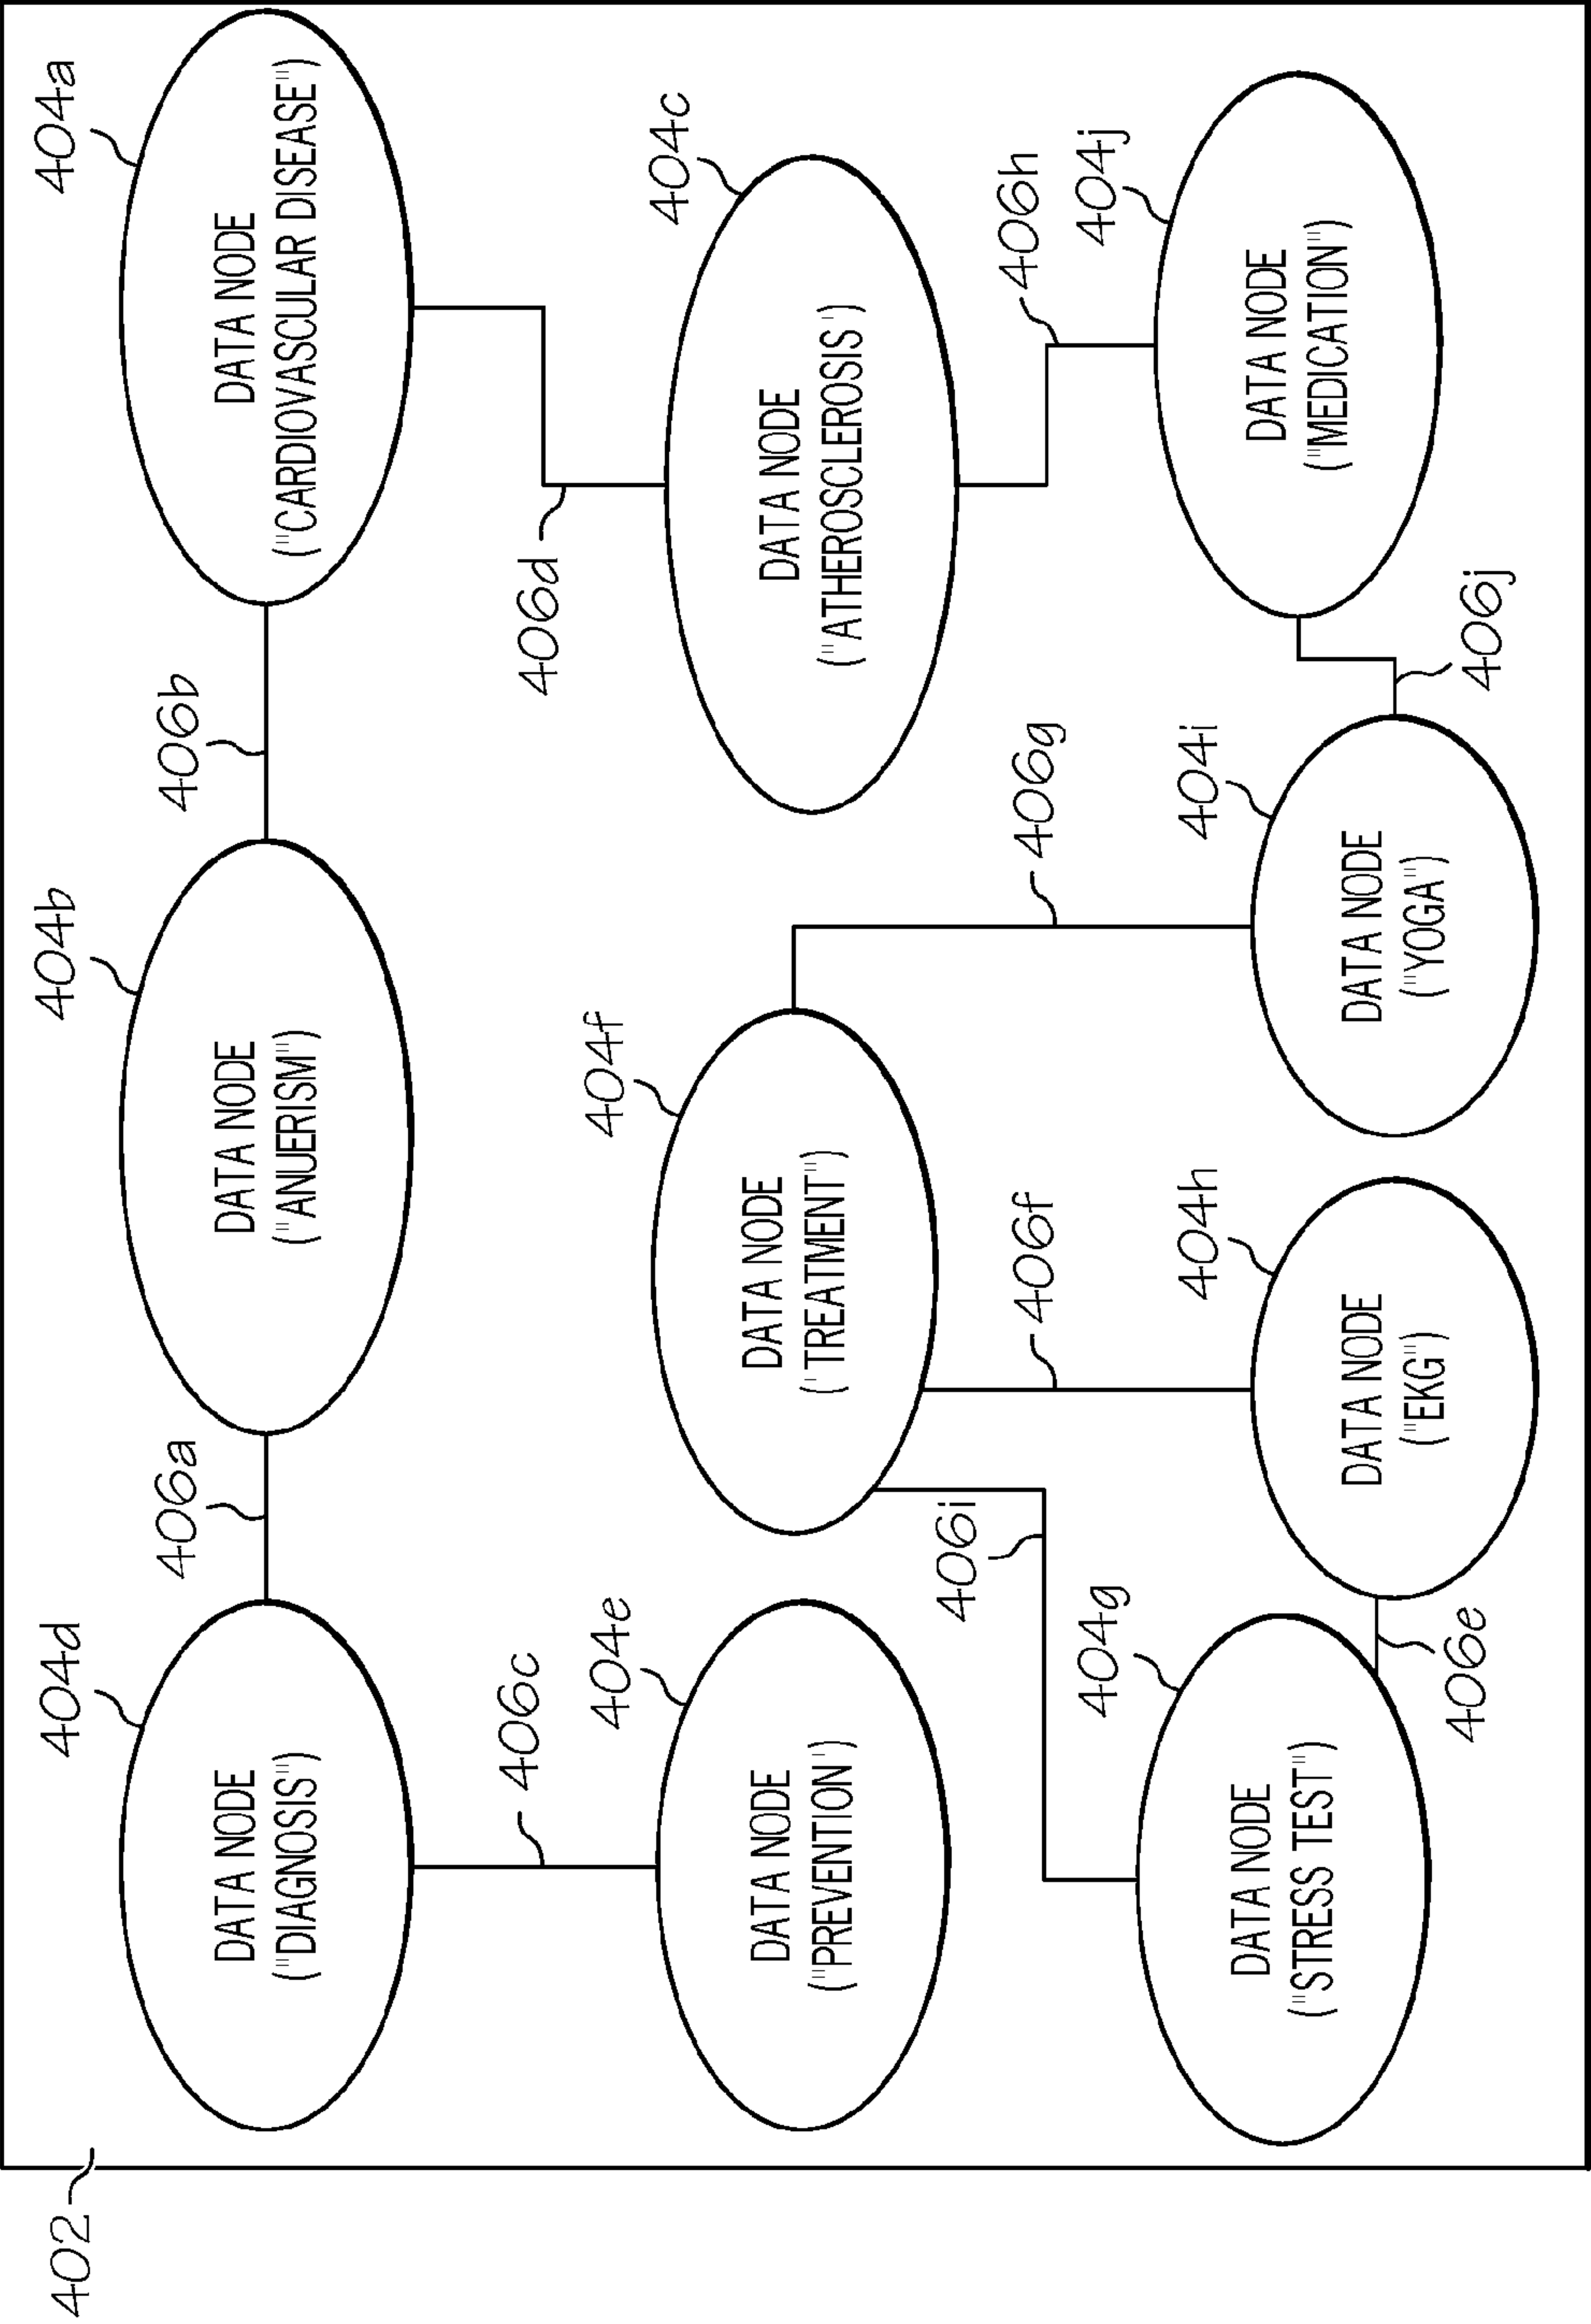 402
404d
DATA NODE
("DIAGNOSIS")
406a
404b
DATA NODE
("ANUERISM")
406b
404a
DATA NODE
("CARDIOVASCULAR DISEASE")
406c
406d
404e
DATA NODE
("PREVENTION')
404f
DATA NODE
('TREATMENT")
404c
DATA NODE
("ATHEROSCLEROSIS')
406i
406f
406g
406h
404g
DATA NODE
("STRESS TEST")
406e
404h
DATA NODE
("EKG")
404i
DATA NODE
("YOGA")
406j
404j
DATA NODE
("MEDICATION")